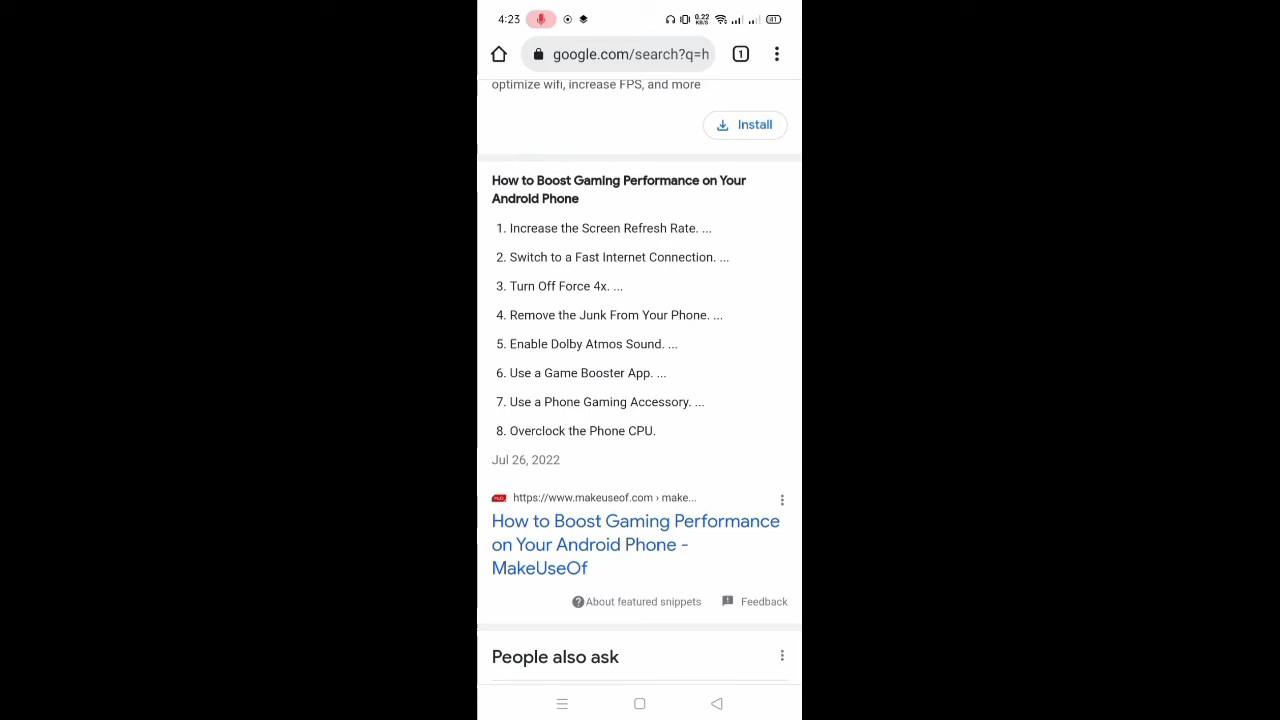 4:23 0.22 KB/S 41
google.com/search?q=h 1
optimize wifi, increase FPS, and more
Install
How to Boost Gaming Performance on Your
Android Phone
1. Increase the Screen Refresh Rate. ...
2. Switch to a Fast Internet Connection. ...
3. Turn Off Force 4x. ...
4. Remove the Junk From Your Phone. ...
5. Enable Dolby Atmos Sound. ...
6. Use a Game Booster App. ...
7. Use a Phone Gaming Accessory. ...
8. Overclock the Phone CPU.
Jul 26, 2022
https://www.makeuseof.com › make...
How to Boost Gaming Performance
on Your Android Phone -
MakeUseOf
About featured snippets Feedback
People also ask